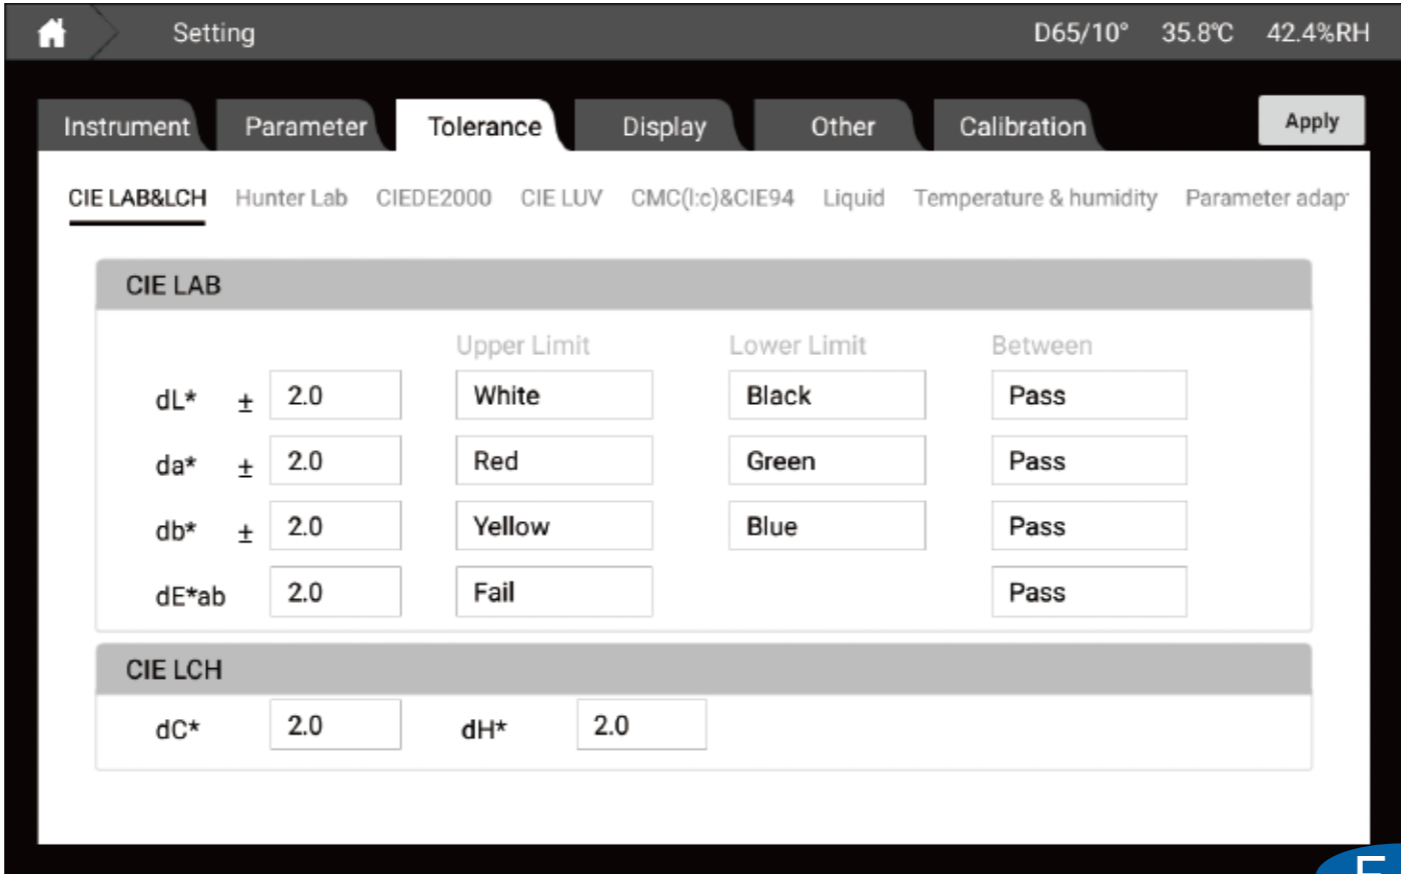 Setting D65/10° 35.8℃ 42.4%RH
Instrument Parameter Tolerance Display Other Calibration Apply
CIE LAB&LCH Hunter Lab CIEDE2000 CIE LUV CMC(l:c)&CIE94 Liquid Temperature & humidity Parameter adap
CIE LAB
Upper Limit Lower Limit Between
dL* ± 2.0 White Black Pass
da* ± 2.0 Red Green Pass
db* ± 2.0 Yellow Blue Pass
dE*ab 2.0 Fail Pass
CIE LCH
dC* 2.0 dH* 2.0